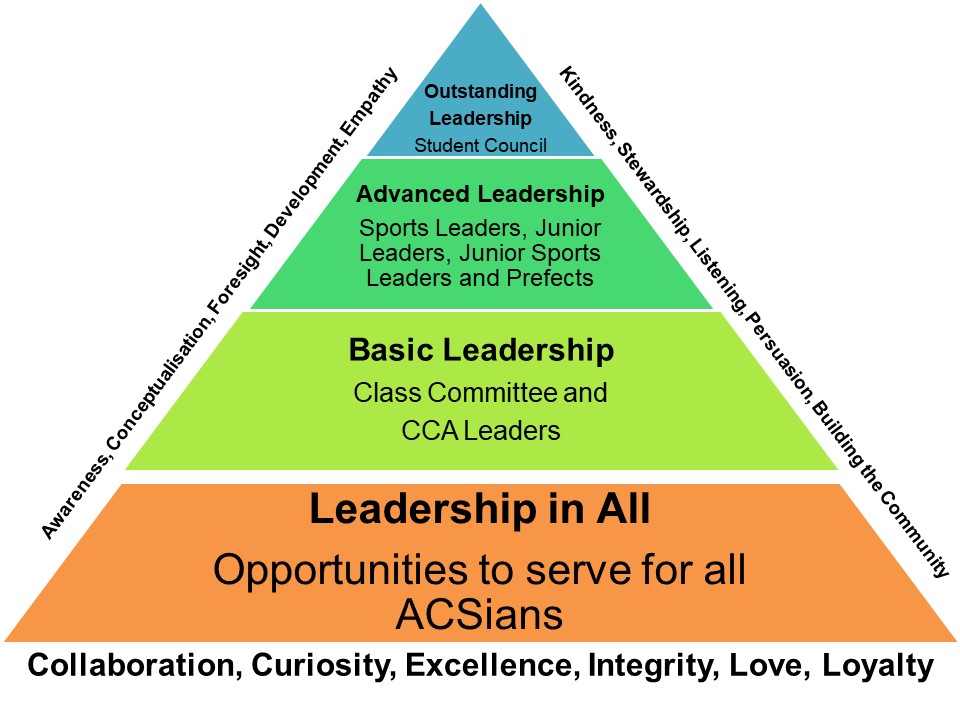 Outstanding
Leadership
Student Council
Awareness, Conceptualisation, Foresight, Development, Empathy
Kindness, Stewardship, Listening, Persuasion, Building the Community
Advanced Leadership
Sports Leaders, Junior
Leaders, Junior Sports
Leaders and Prefects
Basic Leadership
Class Committee and
CCA Leaders
Leadership in All
Opportunities to serve for all
ACSians
Collaboration, Curiosity, Excellence, Integrity, Love, Loyalty